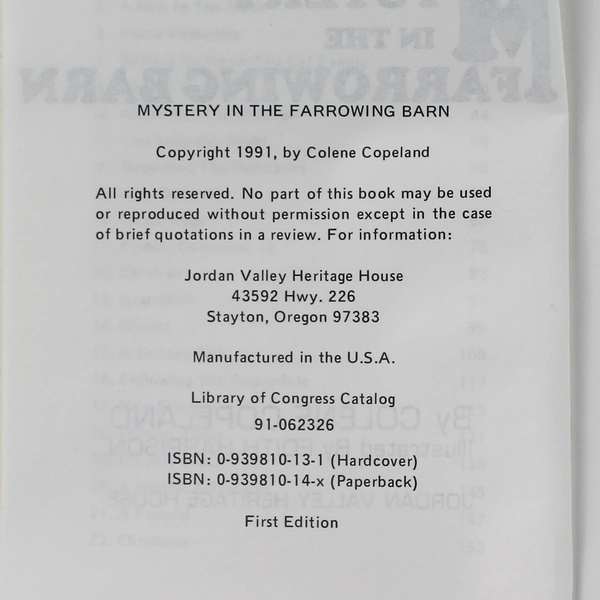 MYSTERY IN THE FARROWING BARN
Copyright 1991, by Colene Copeland
All rights reserved. No part of this book may be used
or reproduced without permission except in the case
of brief quotations in a review. For information:
Jordan Valley Heritage House
43592 Hwy. 226
Stayton, Oregon 97383
Manufactured in the U.S.A.
Library of Congress Catalog
91-062326
ISBN: 0-939810-13-1 (Hardcover)
ISBN: 0-939810-14-x (Paperback)
First Edition